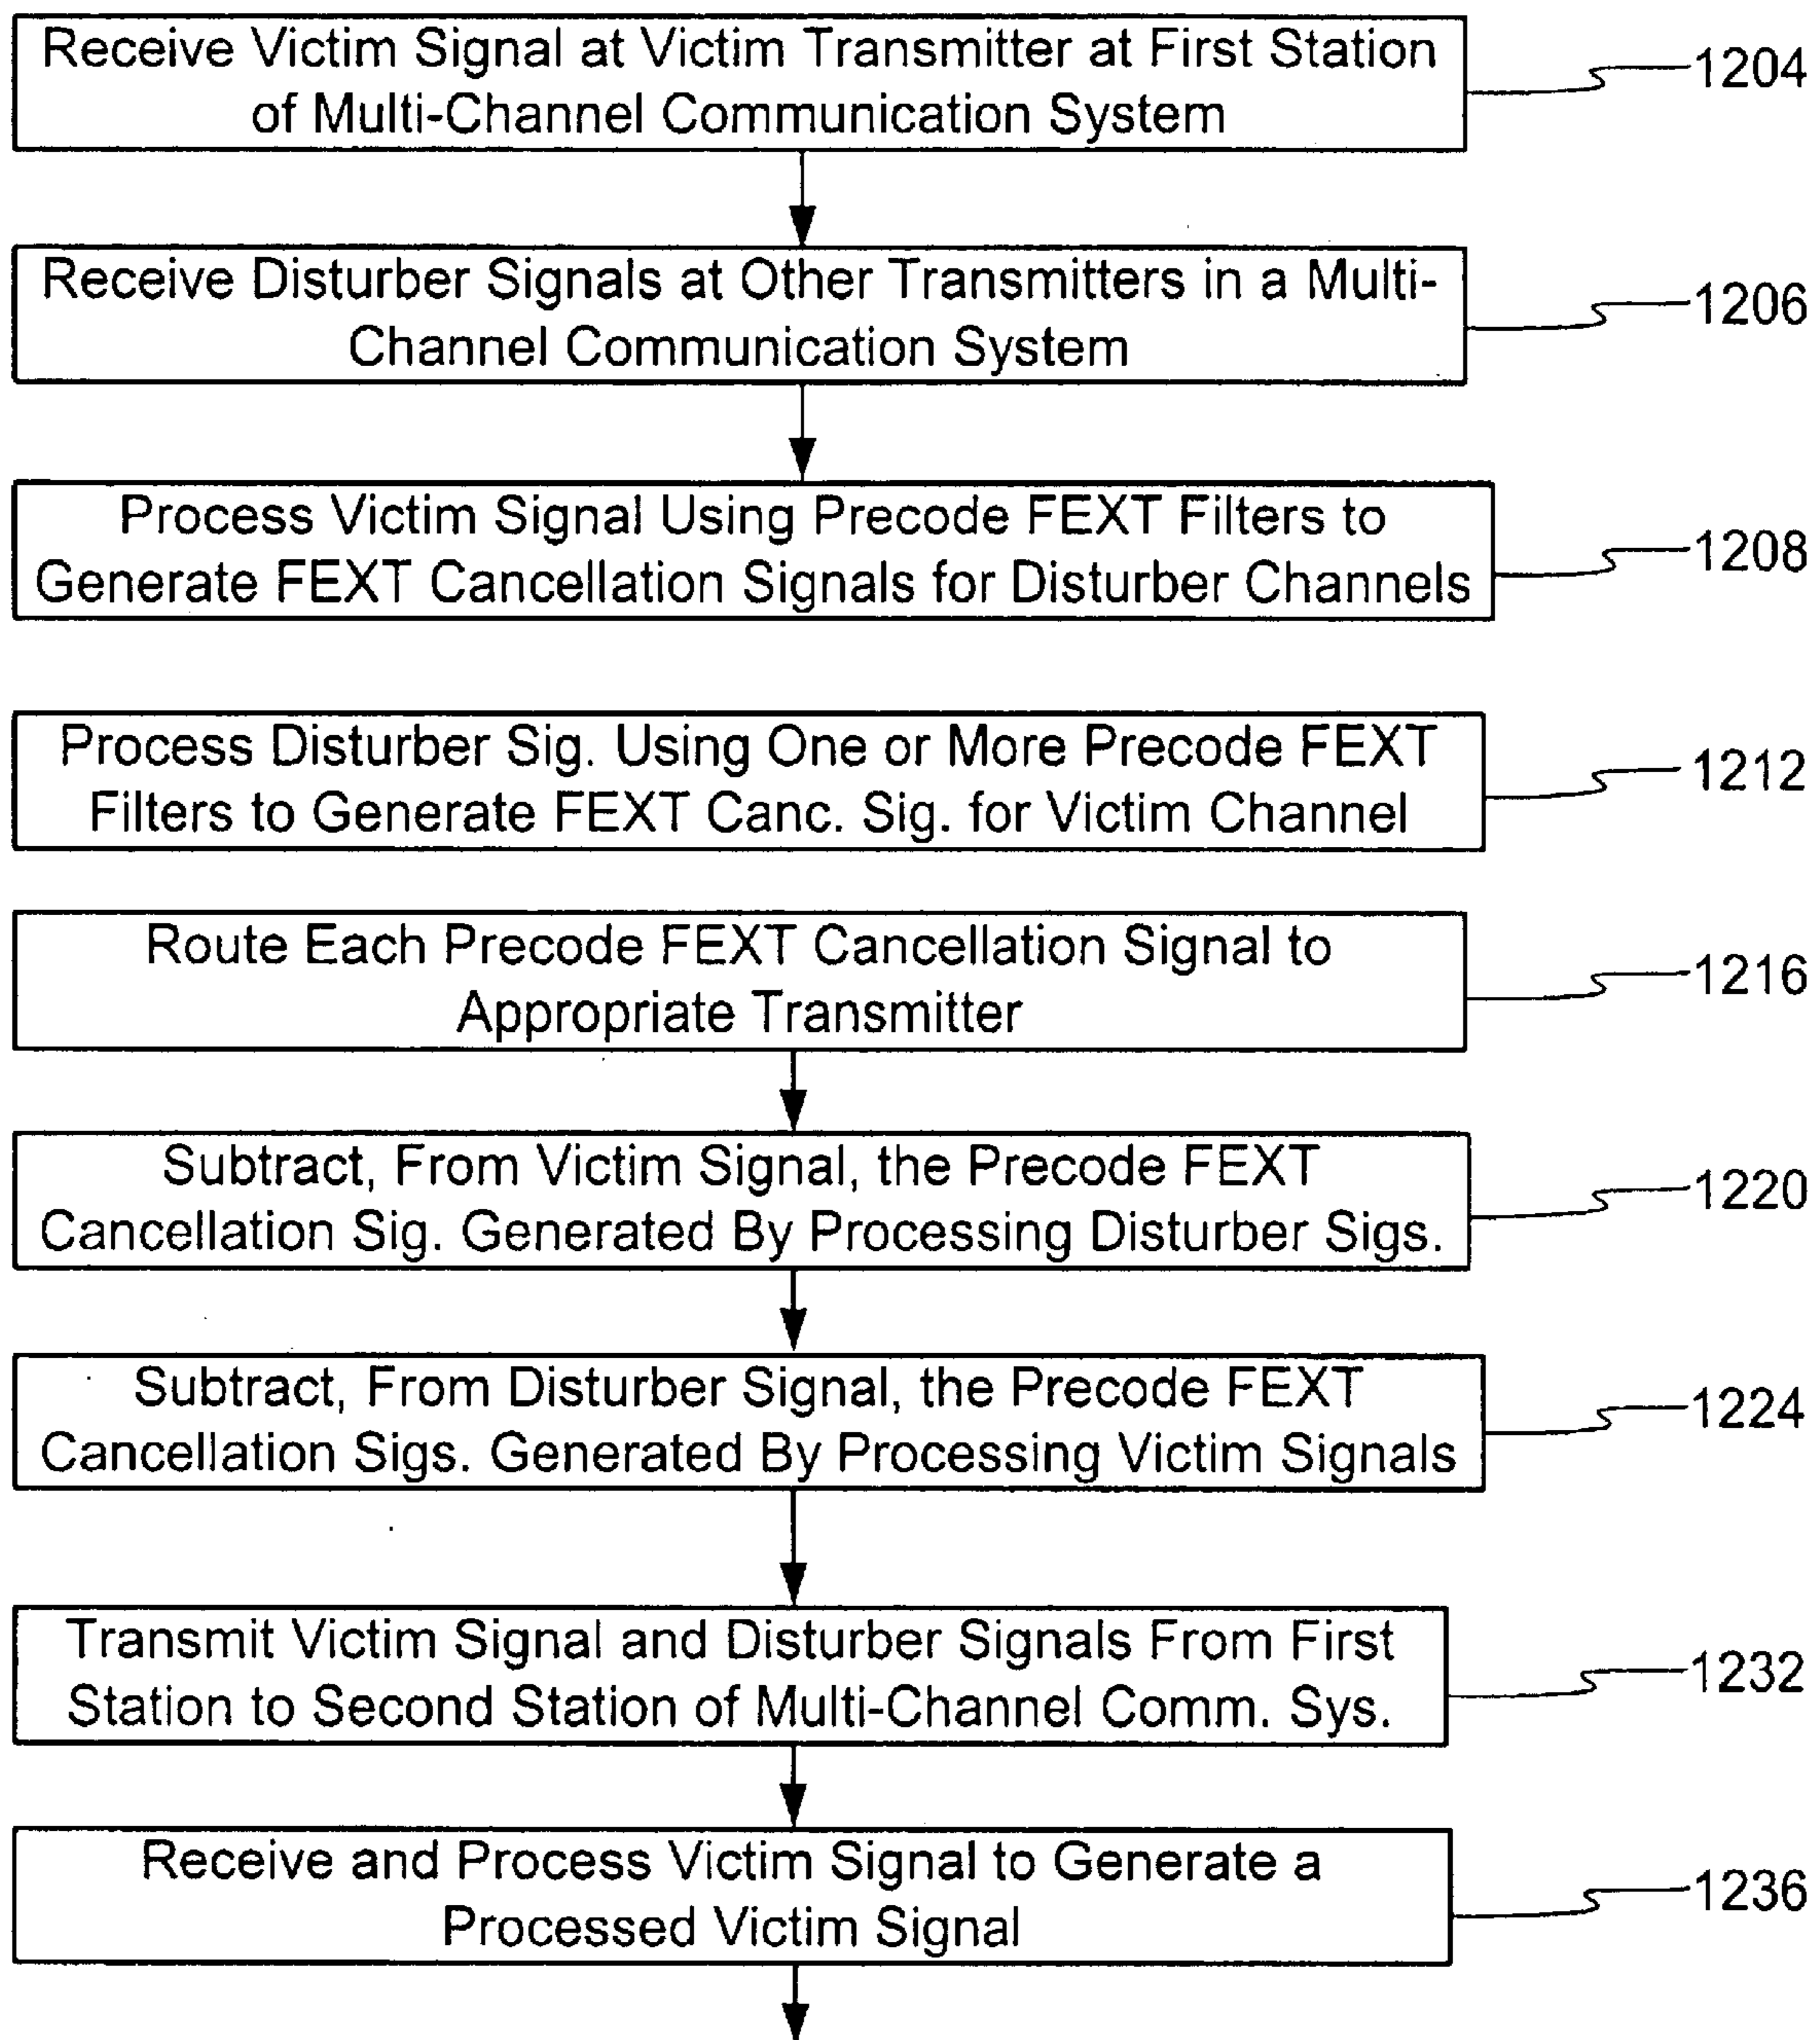 Receive Victim Signal at Victim Transmitter at First Station
of Multi-Channel Communication System
1204
Receive Disturber Signals at Other Transmitters in a Multi-
Channel Communication System
1206
Process Victim Signal Using Precode FEXT Filters to
Generate FEXT Cancellation Signals for Disturber Channels
1208
Process Disturber Sig. Using One or More Precode FEXT
Filters to Generate FEXT Canc. Sig. for Victim Channel
1212
Route Each Precode FEXT Cancellation Signal to
Appropriate Transmitter
1216
Subtract, From Victim Signal, the Precode FEXT
Cancellation Sig. Generated By Processing Disturber Sigs.
1220
Subtract, From Disturber Signal, the Precode FEXT
Cancellation Sigs. Generated By Processing Victim Signals
1224
Transmit Victim Signal and Disturber Signals From First
Station to Second Station of Multi-Channel Comm. Sys.
1232
Receive and Process Victim Signal to Generate a
Processed Victim Signal
1236